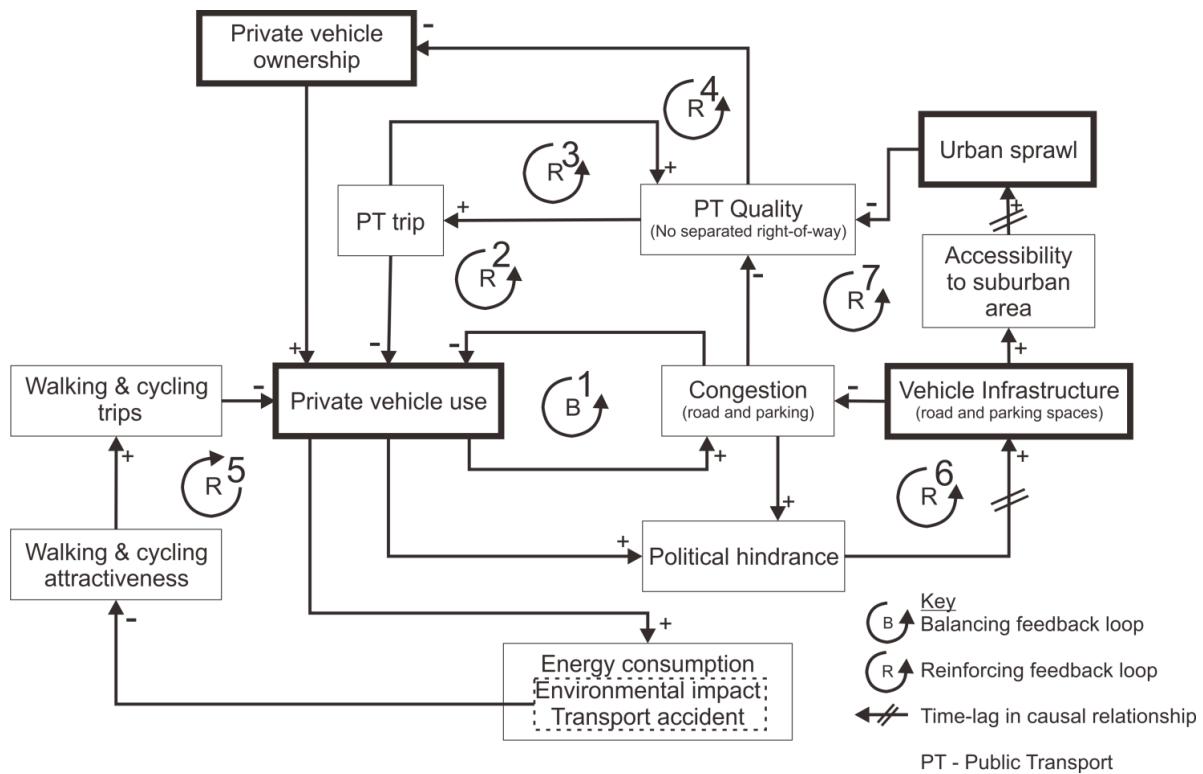 Private vehicle
ownership
-
R4
Urban sprawl
R3
+
-
+
PT trip
+
PT Quality
(No separated right-of-way)
Accessibility
to suburban
area
R2
-
R7
+
-
-
+
Walking & cycling
trips
-
Private vehicle use
B1
Congestion
(road and parking)
-
Vehicle Infrastructure
(road and parking spaces)
+
R5
+
R6
+
+
Walking & cycling
attractiveness
+
Political hindrance
-
+
Energy consumption
Environmental impact
Transport accident
Key
B Balancing feedback loop
R Reinforcing feedback loop
Time-lag in causal relationship
PT - Public Transport